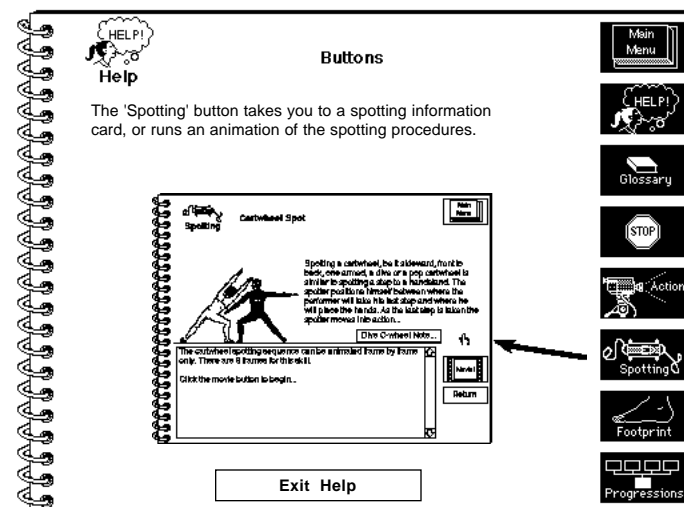 HELP!
Help
Buttons
The 'Spotting' button takes you to a spotting information
card, or runs an animation of the spotting procedures.
Spotting
Cartwheel Spot
Main
Menu
Spotting a cartwheel, be it sideward, front to
back, one armed, a dive or a pop cartwheel is
similar to spotting a step to a handstand. The
spotter positions himself between where the
performer will take his last step and where he
will place the hands. As the last step is taken the
spotter moves into action...
Dive C-wheel Note...
The cartwheel spotting sequence can be animated frame by frame
only. There are 8 frames for this skill.
Click the movie button to begin...
Movie
Return
Exit Help
Main
Menu
HELP!
Glossary
STOP
Action
Spotting
Footprint
Progressions